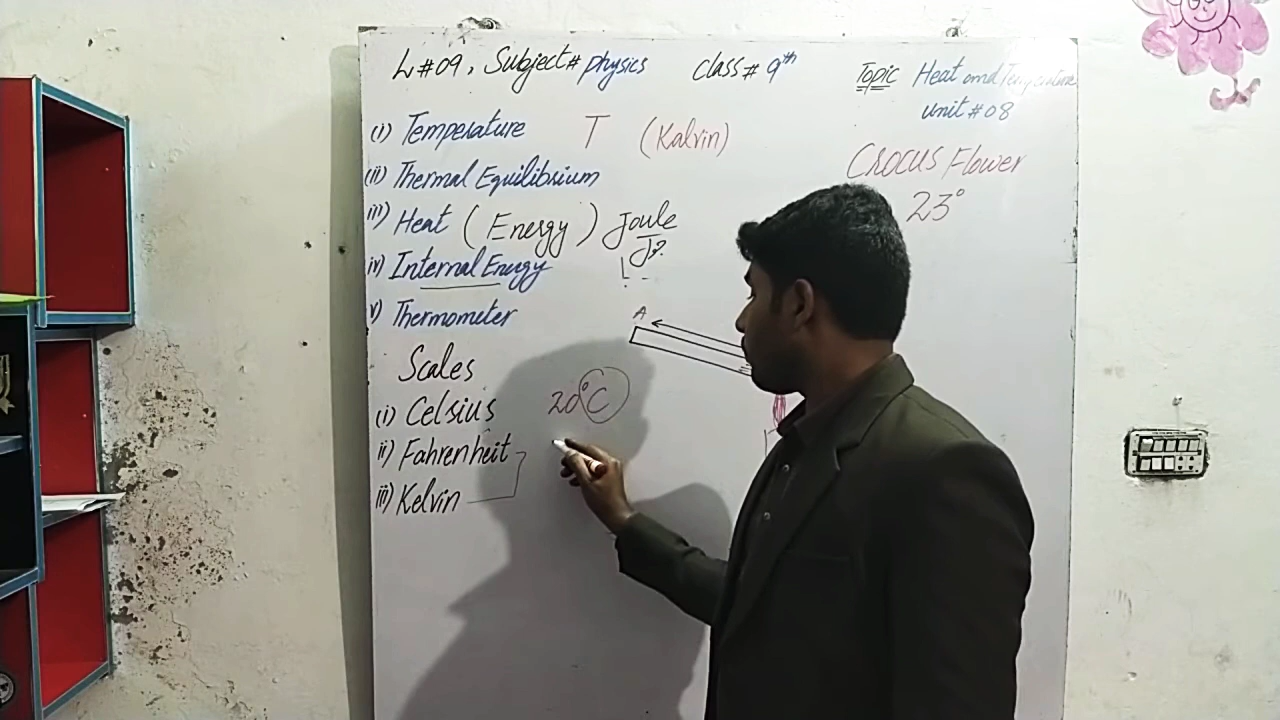 L#09, Subject# Physics Class# 9th Topic Heat and Temperature
Unit#08
(i) Temperature T (Kalvin)
Crocus Flower
23°
(ii) Thermal Equilibrium
iii) Heat (Energy) Joule
J?
iv) Internal Energy
v) Thermometer
A
Scales
(i) Celsius 20°C
ii) Fahrenheit
iii) Kelvin